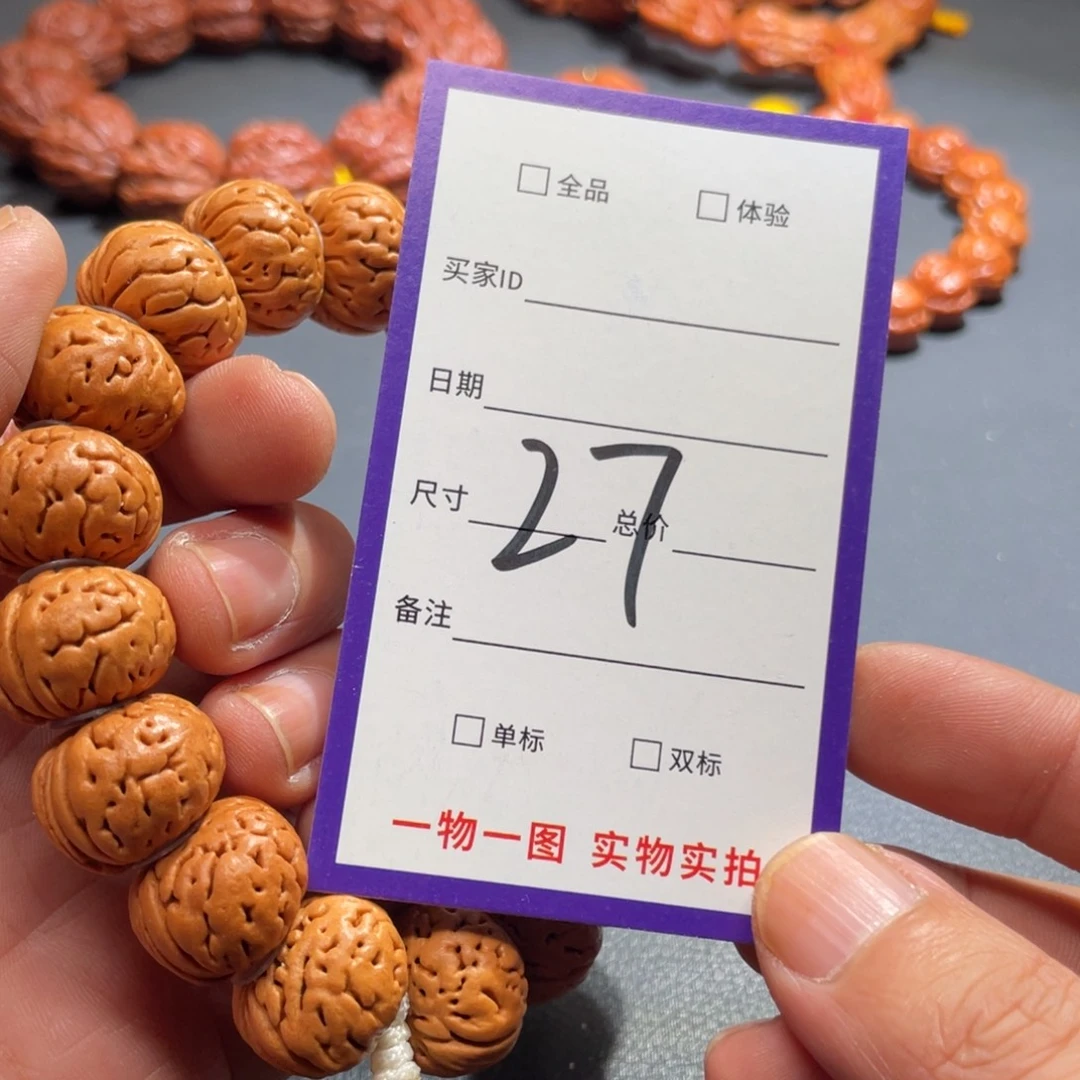 □全品 □体验
买家ID
日期
27
尺寸 总价
备注
□单标 □双标
一物一图 实物实拍